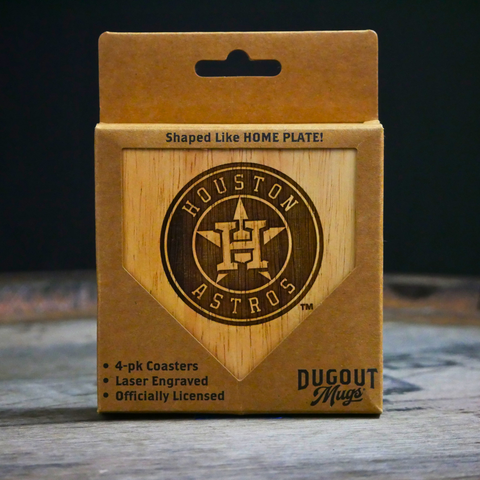 Shaped Like HOME PLATE!
HOUSTON
H
ASTROS
™
• 4-pk Coasters
• Laser Engraved
• Officially Licensed
DUGOUT
Mugs